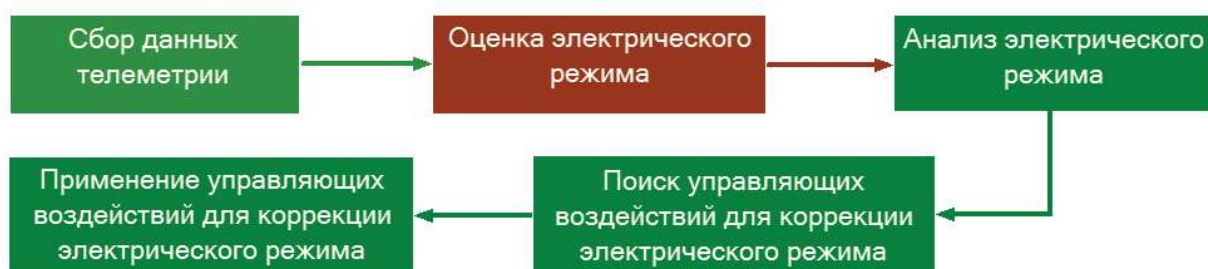 Сбор данных
телеметрии
Оценка электрического
режима
Анализ электрического
режима
Поиск управляющих
воздействий для коррекции
электрического режима
Применение управляющих
воздействий для коррекции
электрического режима